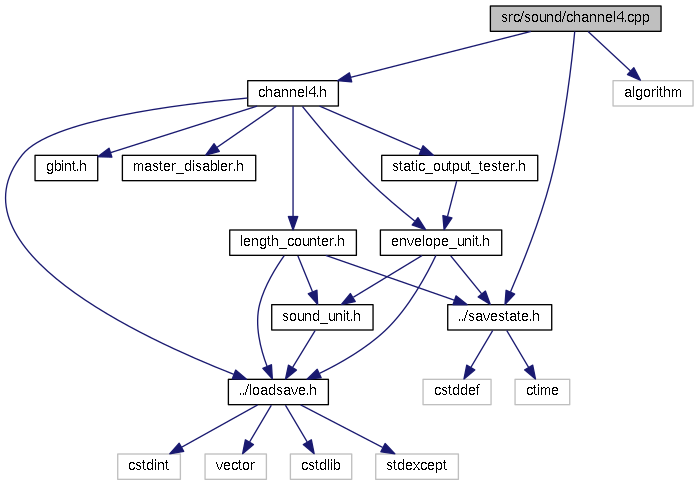 src/sound/channel4.cpp
channel4.h
algorithm
gbint.h
master_disabler.h
static_output_tester.h
length_counter.h
envelope_unit.h
sound_unit.h
../savestate.h
../loadsave.h
cstddef
ctime
cstdint
vector
cstdlib
stdexcept